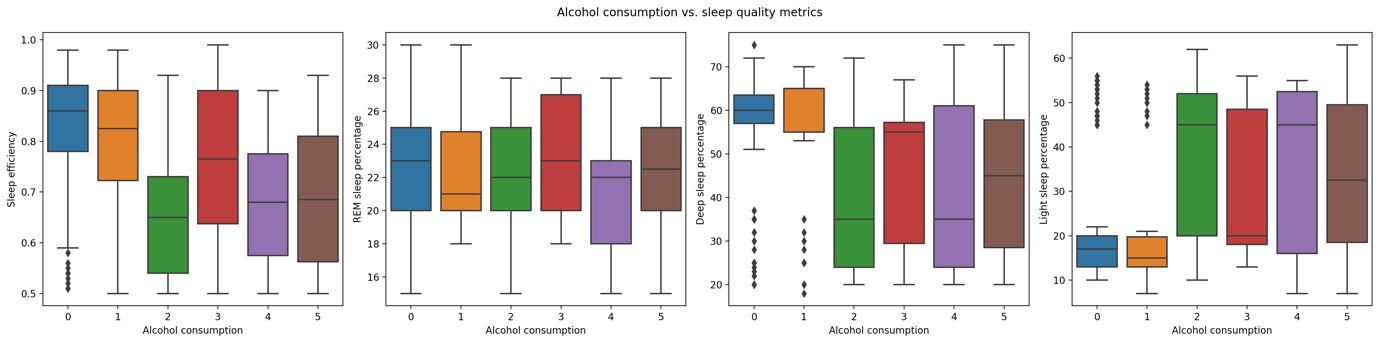 Alcohol consumption vs. sleep quality metrics
Sleep efficiency
1.0
0.9
0.8
0.7
0.6
0.5
0 1 2 3 4 5
Alcohol consumption
REM sleep percentage
30
28
26
24
22
20
18
16
0 1 2 3 4 5
Alcohol consumption
Deep sleep percentage
70
60
50
40
30
20
0 1 2 3 4 5
Alcohol consumption
Light sleep percentage
60
50
40
30
20
10
0 1 2 3 4 5
Alcohol consumption